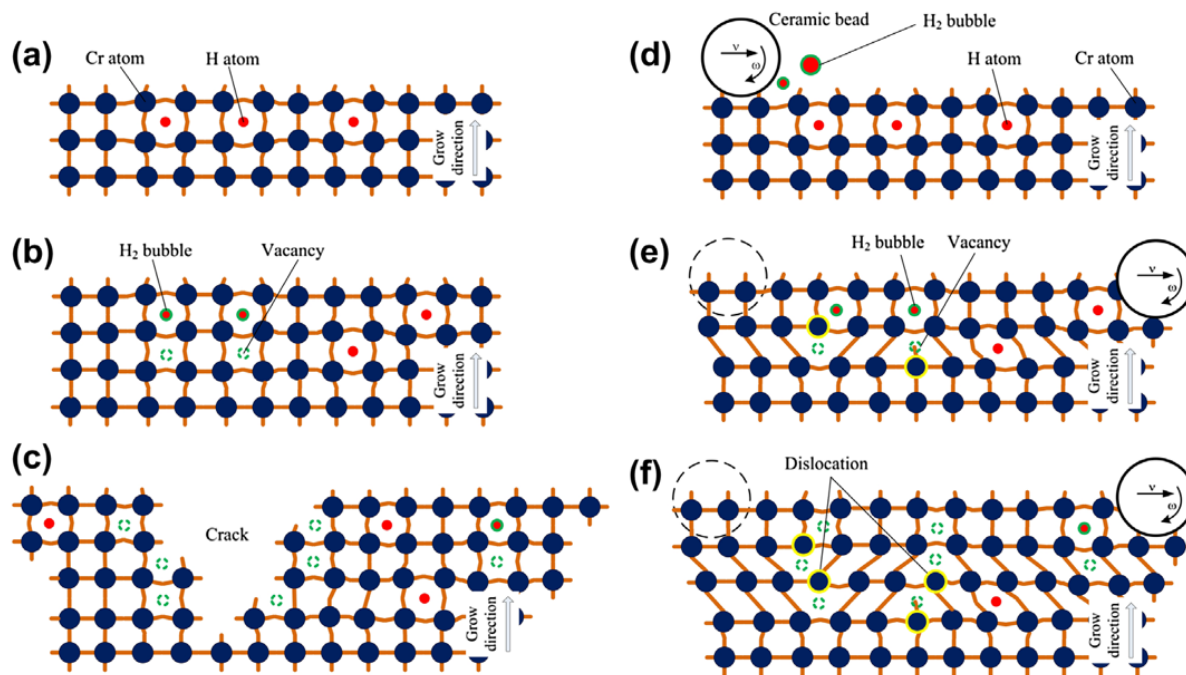 (a)
Cr atom
H atom
Grow
direction
(b)
H2 bubble
Vacancy
Grow
direction
(c)
Crack
Grow
direction
(d)
Ceramic bead
H2 bubble
ν
ω
H atom
Cr atom
Grow
direction
(e)
H2 bubble
Vacancy
ν
ω
Grow
direction
(f)
Dislocation
ν
ω
Grow
direction